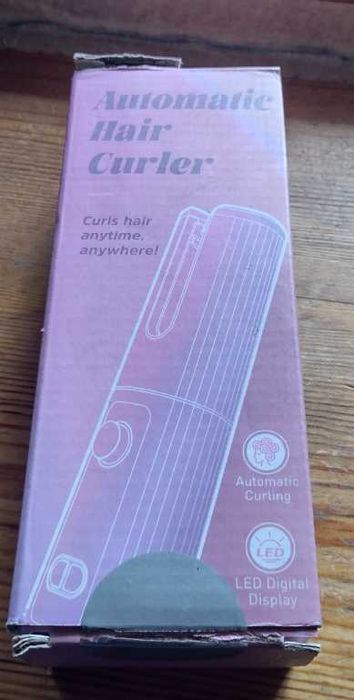 Automatic
Hair
Curler
Curls hair
anytime,
anywhere!
Automatic
Curling
LED
LED Digital
Display